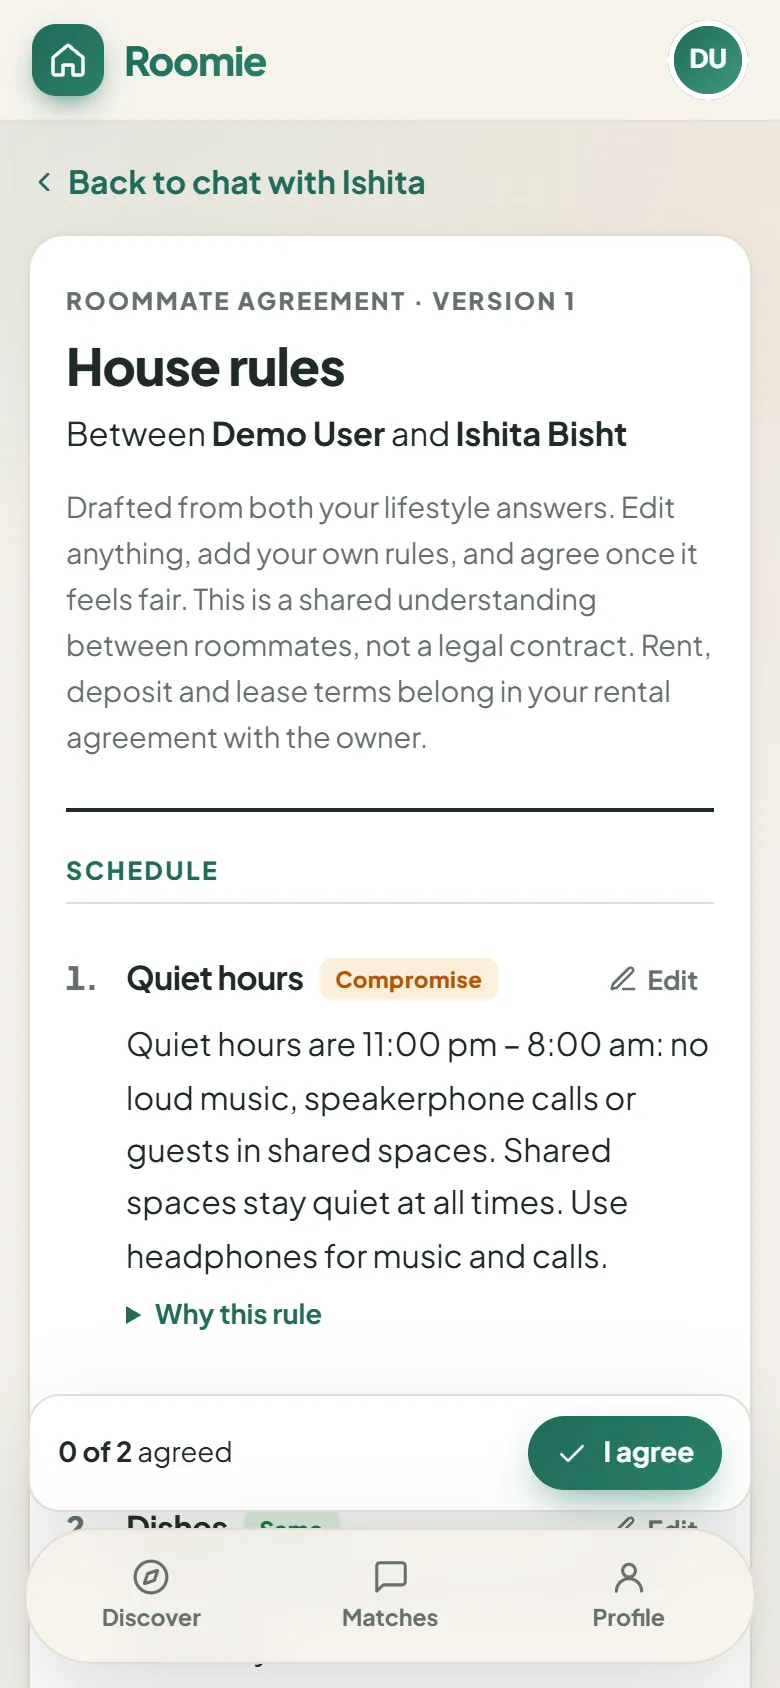 Roomie
DU
Back to chat with Ishita
ROOMMATE AGREEMENT · VERSION 1
House rules
Between Demo User and Ishita Bisht
Drafted from both your lifestyle answers. Edit
anything, add your own rules, and agree once it
feels fair. This is a shared understanding
between roommates, not a legal contract. Rent,
deposit and lease terms belong in your rental
agreement with the owner.
SCHEDULE
1. Quiet hours Compromise Edit
Quiet hours are 11:00 pm – 8:00 am: no
loud music, speakerphone calls or
guests in shared spaces. Shared
spaces stay quiet at all times. Use
headphones for music and calls.
Why this rule
0 of 2 agreed I agree
2. Dishes Same Edit
Discover Matches Profile